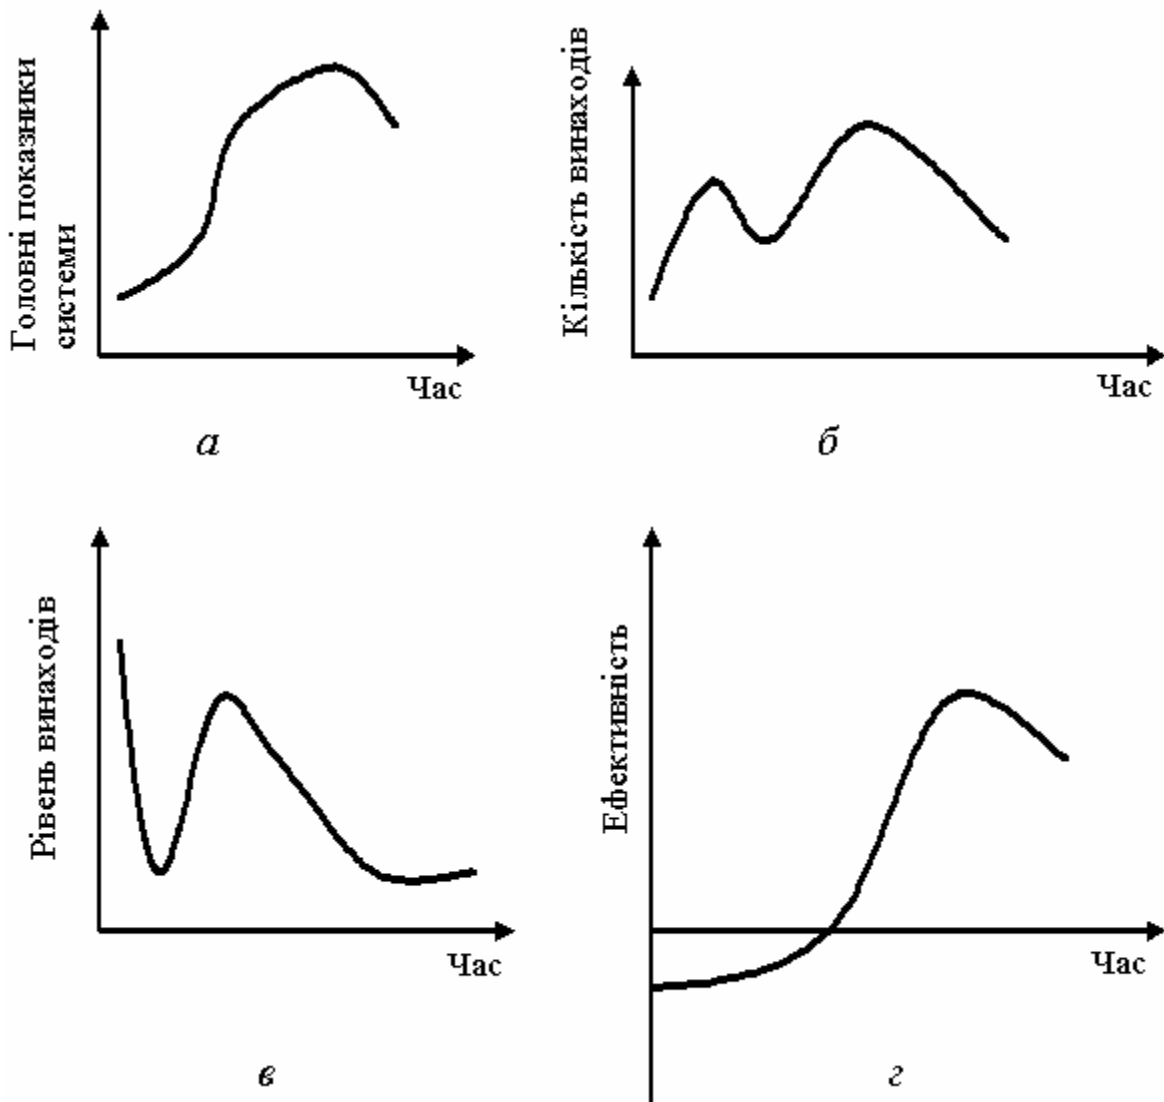 Головні показники
системи
Час
а
Кількість винаходів
Час
б
Рівень винаходів
Час
в
Ефективність
Час
г